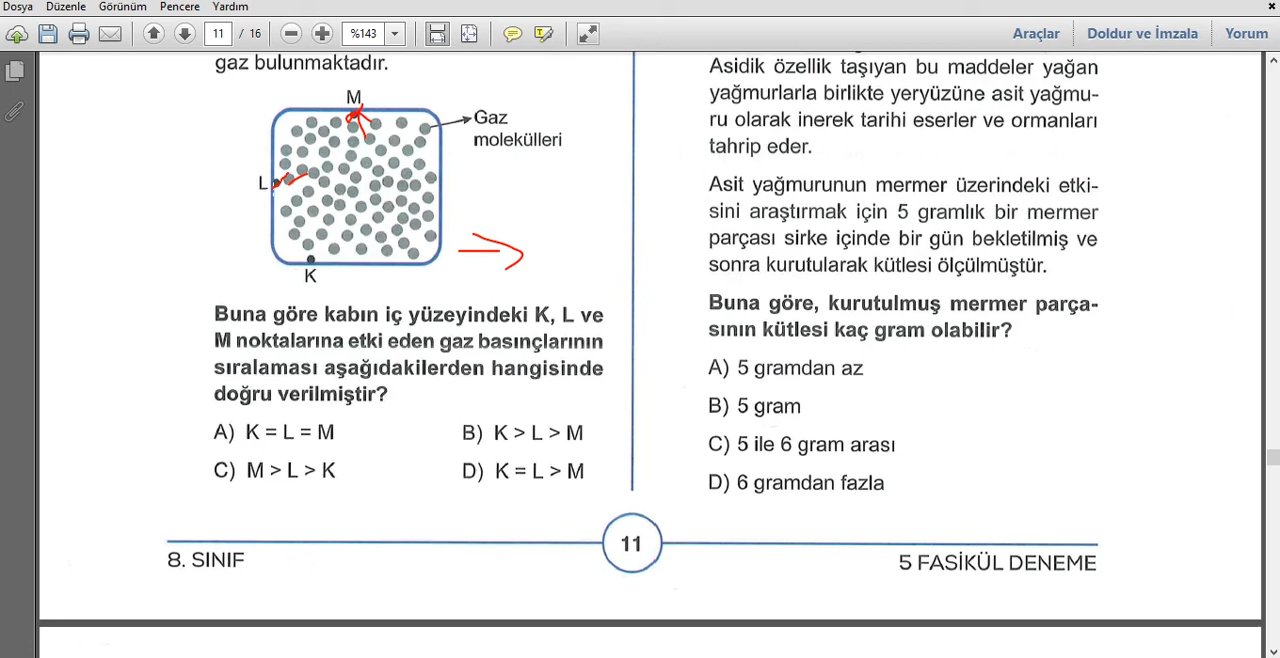 Dosya Düzenle Görünüm Pencere Yardım
11 / 16 %143 Araçlar Doldur ve İmzala Yorum
gaz bulunmaktadır.
M
Gaz
molekülleri
L
K
Buna göre kabın iç yüzeyindeki K, L ve
M noktalarına etki eden gaz basınçlarının
sıralaması aşağıdakilerden hangisinde
doğru verilmiştir?
A) K = L = M B) K > L > M
C) M > L > K D) K = L > M
Asidik özellik taşıyan bu maddeler yağan
yağmurlarla birlikte yeryüzüne asit yağmu-
ru olarak inerek tarihi eserler ve ormanları
tahrip eder.
Asit yağmurunun mermer üzerindeki etki-
sini araştırmak için 5 gramlık bir mermer
parçası sirke içinde bir gün bekletilmiş ve
sonra kurutularak kütlesi ölçülmüştür.
Buna göre, kurutulmuş mermer parça-
sının kütlesi kaç gram olabilir?
A) 5 gramdan az
B) 5 gram
C) 5 ile 6 gram arası
D) 6 gramdan fazla
8. SINIF 11 5 FASİKÜL DENEME